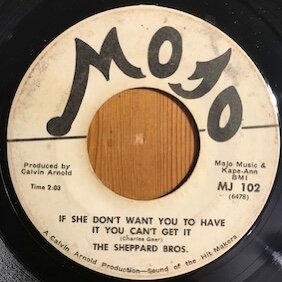 MOJO
Produced by
Calvin Arnold
Time 2:03
Mojo Music &
Kape-Ann
BMI
MJ 102
(6478)
IF SHE DON'T WANT YOU TO HAVE
IT YOU CAN'T GET IT
(Charles Geer)
THE SHEPPARD BROS.
A Calvin Arnold Production—Sound of the Hit Makers